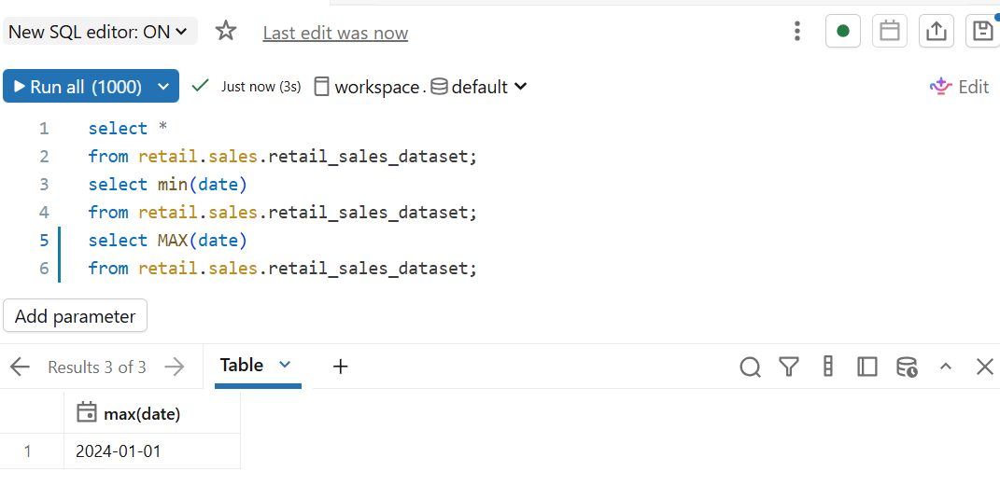 New SQL editor: ON
Last edit was now
Run all (1000)
Just now (3s)
workspace . default
Edit
1 select *
2 from retail.sales.retail_sales_dataset;
3 select min(date)
4 from retail.sales.retail_sales_dataset;
5 select MAX(date)
6 from retail.sales.retail_sales_dataset;
Add parameter
Results 3 of 3
Table
max(date)
1 2024-01-01